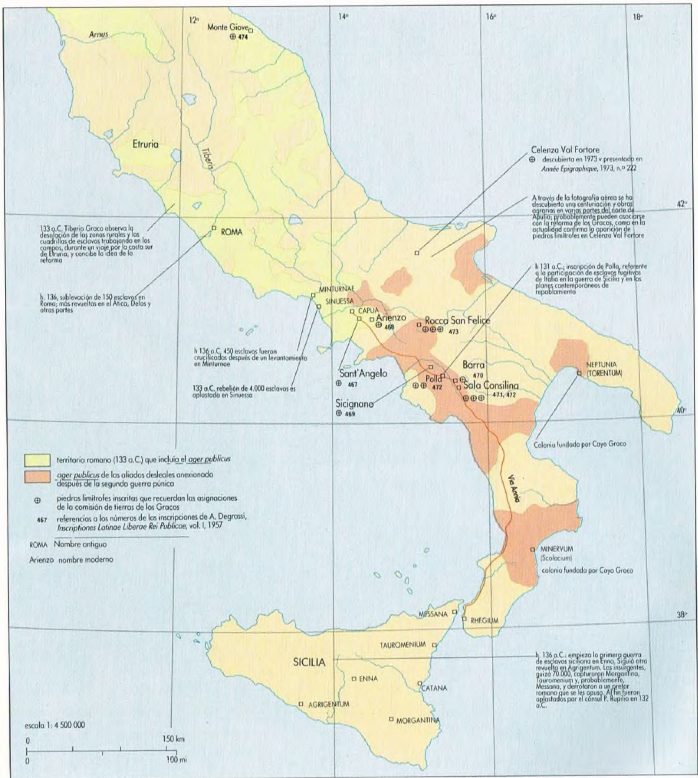 12°
14°
16°
18°
Monte Giove
474
Arnus
Etruria
Tiberis
Celenza Val Fortore
descubierta en 1973 y presentada en
Année Épigraphique, 1973, n.° 222
A través de la fotografía aérea se ha
descubierto una centuriación y obras
agrarias en varias partes del norte de
Apulia; probablemente pueden asociarse
con la reforma de los Gracos, como en la
actualidad confirma la aparición de
piedras limítrofes en Celenza Val Fortore
42°
133 a.C. Tiberio Graco observa la
desolación de las zonas rurales y las
cuadrillas de esclavos trabajando en los
campos, durante un viaje por la costa sur
de Etruria, y concibe la idea de la
reforma
ROMA
h 131 a.C.: inscripción de Polla, referente
a la participación de esclavos fugitivos
de Italia en la guerra de Sicilia y en los
planes contemporáneos de
repoblamiento
h. 136, sublevación de 150 esclavos en
Roma; más revueltas en el Ática, Delos y
otras partes
MINTURNAE
SINUESSA
CAPUA
Arienzo
468
Rocca San Felice
473
h 136 a.C. 450 esclavos fueron
crucificados después de un levantamiento
en Minturnae
133 a.C. rebelión de 4.000 esclavos es
aplastada en Sinuessa
Sant'Angelo
467
Sicignano
469
Barra
470
Polla
472
Sala Consilina
471, 472
NEPTUNIA
(TORENTUM)
40°
Colonia fundada por Cayo Graco
territorio romano (133 a.C.) que incluía el ager publicus
ager publicus de los aliados desleales anexionada
después de la segunda guerra púnica
piedras limítrofes inscritas que recuerdan las asignaciones
de la comisión de tierras de los Gracos
467 referencias a los números de las inscripciones de A. Degrassi,
Inscriptiones Latinae Liberae Rei Publicae, vol. I, 1957
ROMA Nombre antiguo
Arienzo nombre moderno
Via Annia
MINERVIUM
(Scolacium)
colonia fundada por Cayo Graco
38°
MESSANA
RHEGIUM
TAUROMENIUM
SICILIA
ENNA
CATANA
AGRIGENTUM
MORGANTINA
h. 136 a.C.: empieza la primera guerra
de esclavos siciliana en Enna. Siguió otra
revuelta en Agrigentum. Los insurgentes,
quizá 70.000, capturaron Morgantina,
Tauromenium y, probablemente,
Messana, y derrotaron a un pretor
romano que se les opuso. Al fin fueron
aplastados por el cónsul P. Rupilio en 132
a.C.
escala 1: 4 500 000
0 150 km
0 100 mi